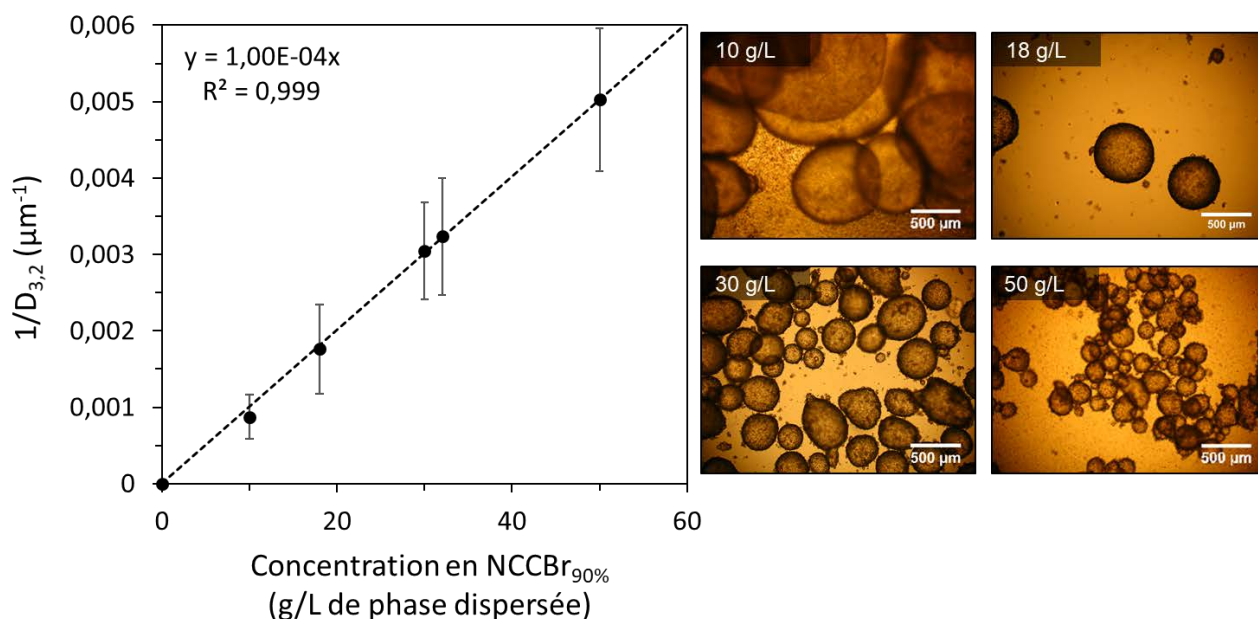 0,006
0,005
0,004
0,003
0,002
0,001
0
1/D₃,₂ (µm⁻¹)
y = 1,00E-04x
R² = 0,999
0
20
40
60
Concentration en NCCBr₉₀%
(g/L de phase dispersée)
10 g/L
500 µm
18 g/L
500 µm
30 g/L
500 µm
50 g/L
500 µm